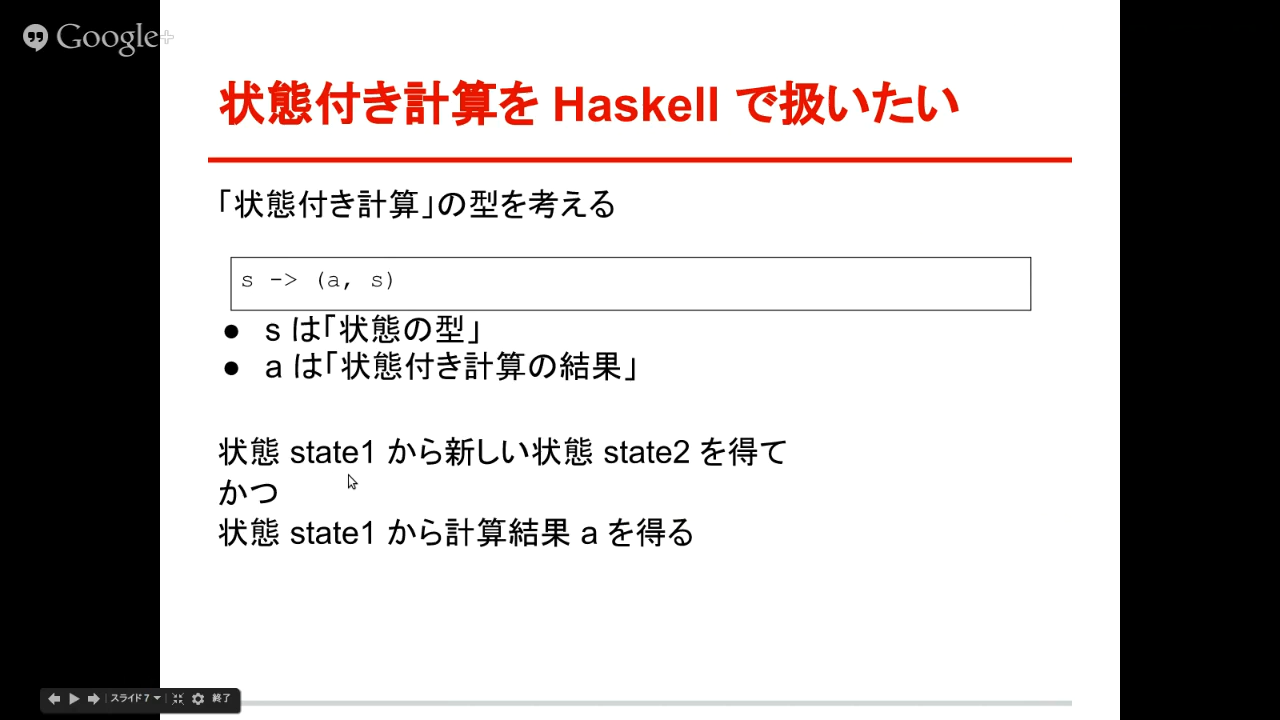 Google+
状態付き計算を Haskell で扱いたい
「状態付き計算」の型を考える
s -> (a, s)
● s は「状態の型」
● a は「状態付き計算の結果」
状態 state1 から新しい状態 state2 を得て
かつ
状態 state1 から計算結果 a を得る
スライド 7 終了